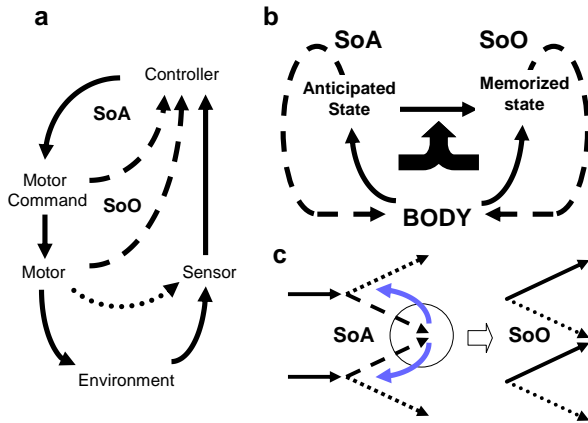 a
Controller
SoA
Motor
Command
SoO
Motor
Sensor
Environment
b
SoA
SoO
Anticipated
State
Memorized
state
BODY
c
SoA
SoO